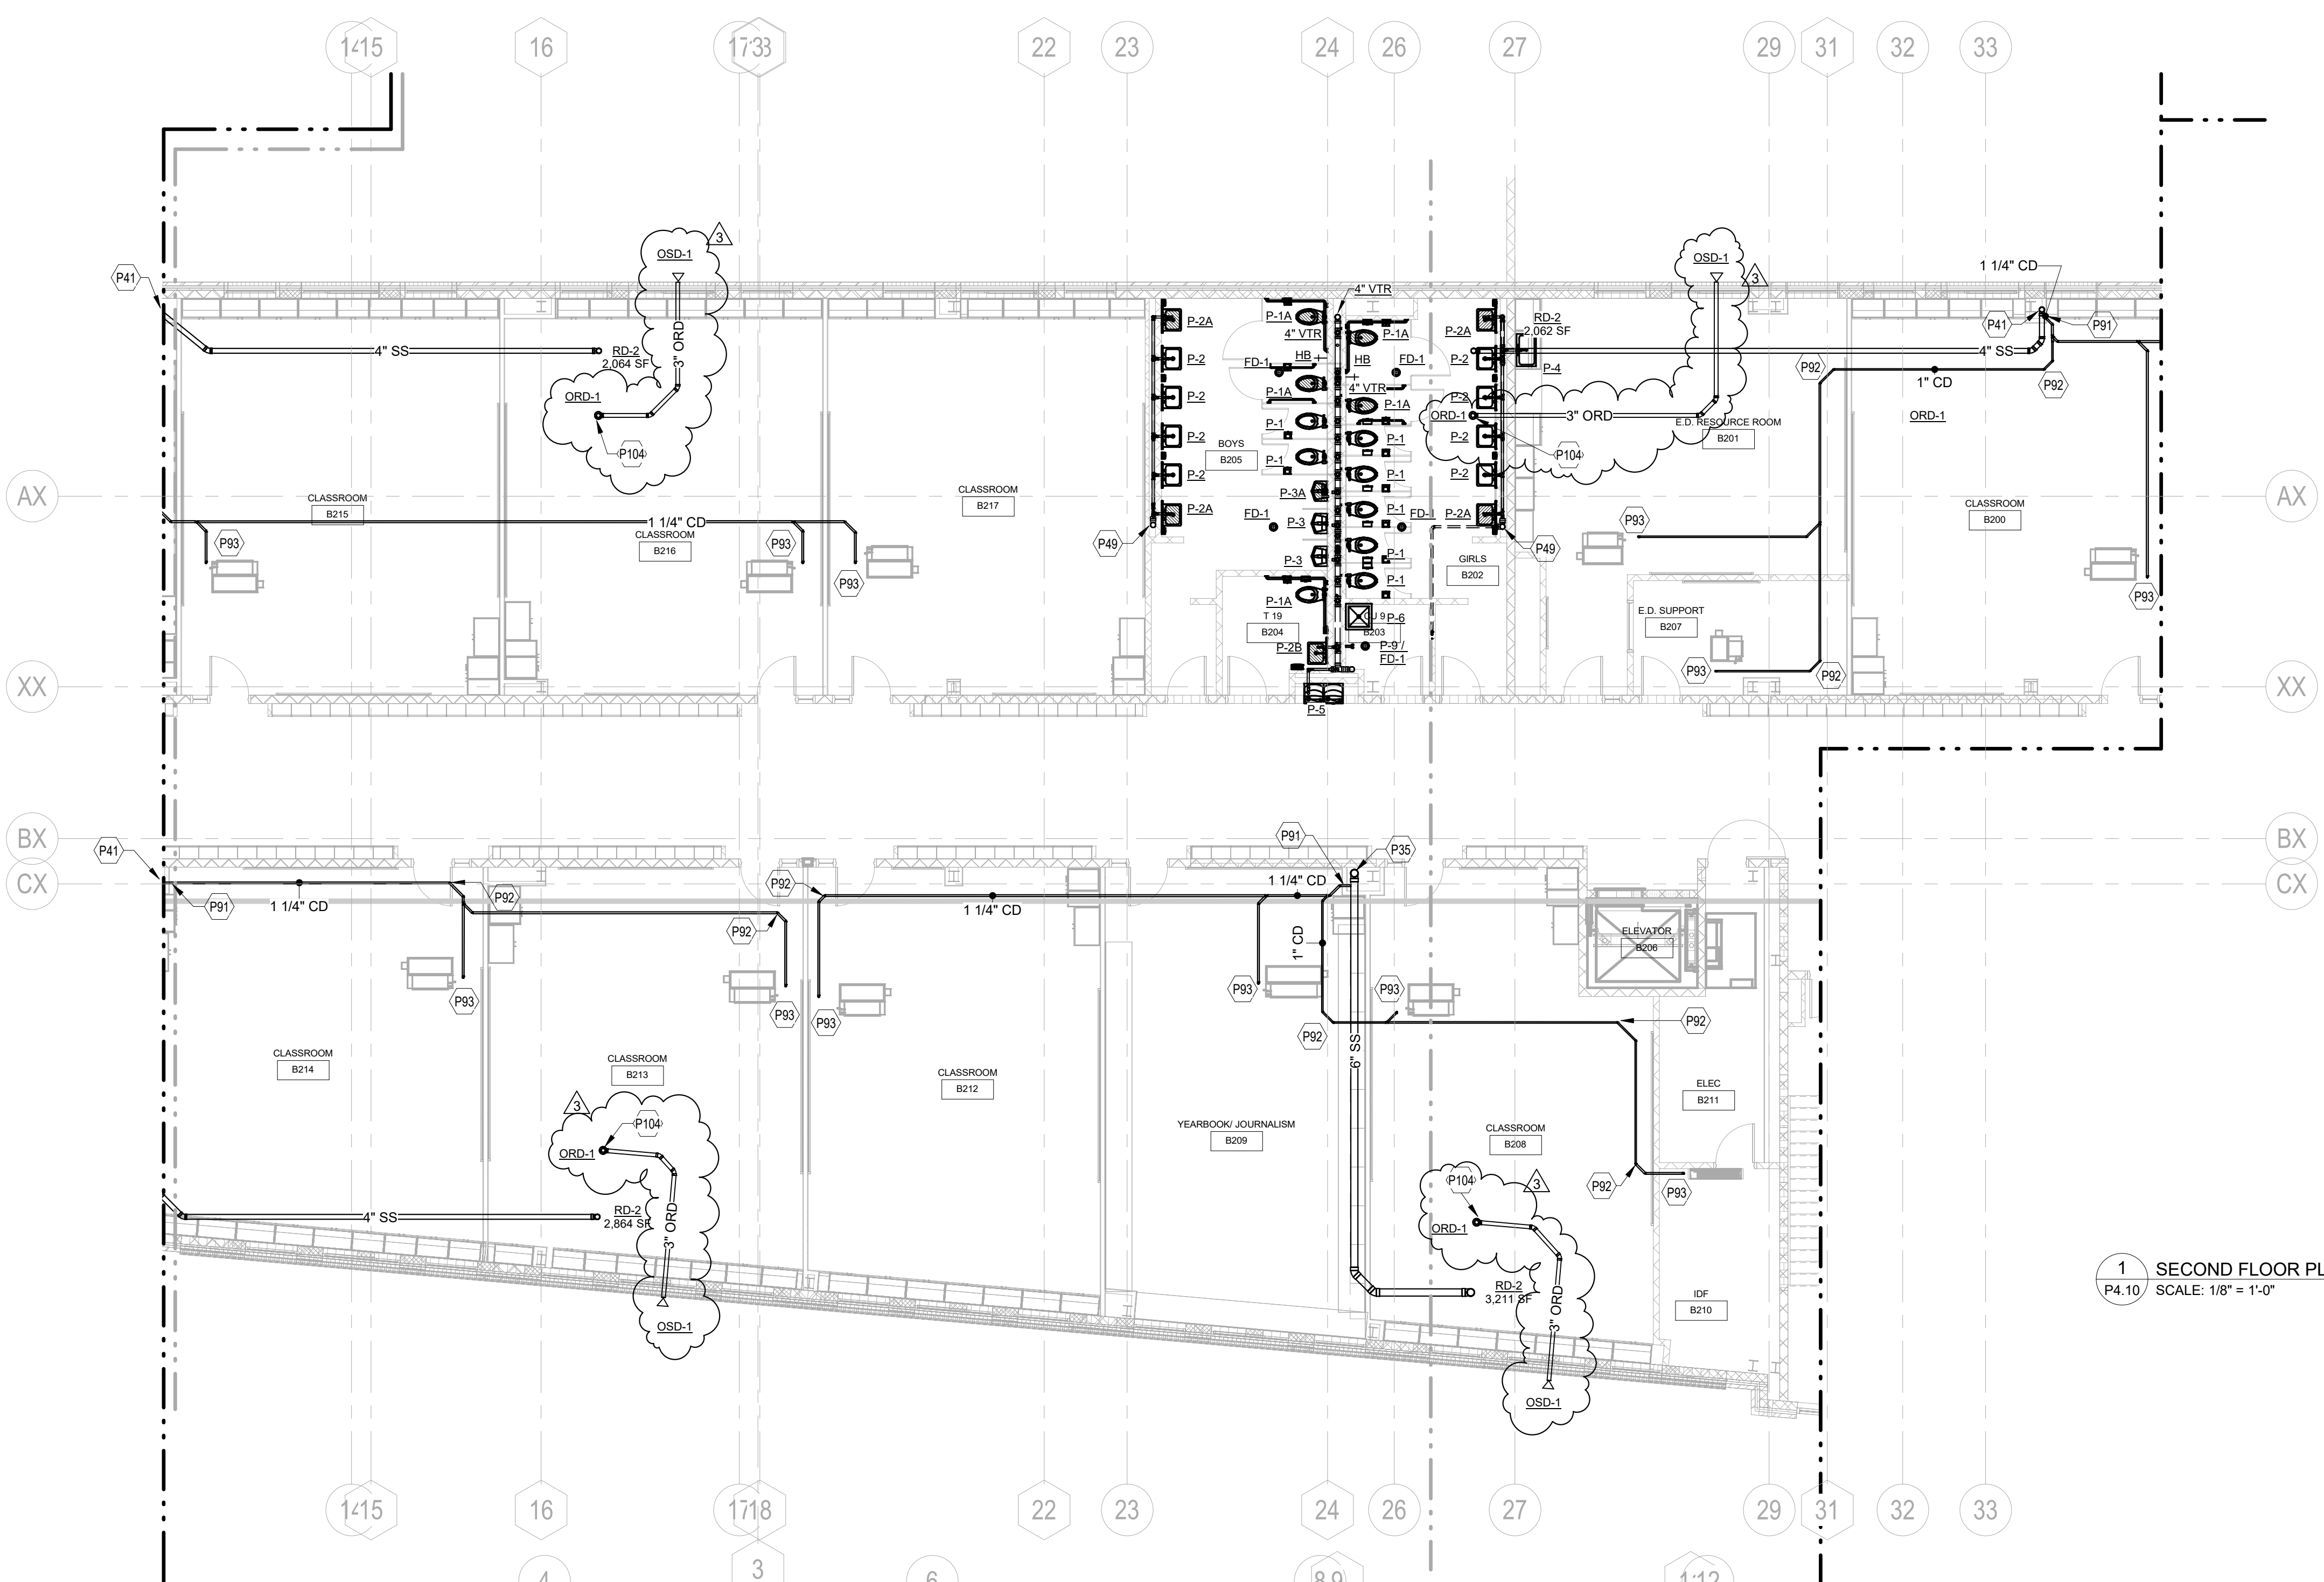 15
16
22
23
24
26
27
29
31
32
33
OSD-1
3
OSD-1
3
1 1/4" CD
P41
4" VTR
P-2A
P-1A
4" VTR
P-1A
P-2A
RD-2
2,062 SF
P41
P91
4" SS
RD-2
2,064 SF
3" ORD
P-2
FD-1
HB
HB
FD-1
P-2
P-4
4" SS
P92
1" CD
P92
ORD-1
P-2
P-1A
4" VTR
P-1A
P-2
ORD-1
3" ORD
ORD-1
E.D. RESOURCE ROOM
B201
P104
P-2
BOYS
B205
P-1
P-1
P-2
P104
P-2
P-1
P-1
P-2
AX
CLASSROOM
B215
CLASSROOM
B217
P-3A
AX
CLASSROOM
B200
1 1/4" CD
P-2A
FD-1
P-3
P-1
FD-1
P-2A
P93
CLASSROOM
B216
P93
P93
P93
P49
P-3
P-1
P49
GIRLS
B202
P-1
P-1A
P93
T 19
B204
P-6
B203
E.D. SUPPORT
B207
P-2B
P-9 /
FD-1
XX
P93
P92
XX
P-5
BX
P41
P91
P35
BX
CX
P91
1 1/4" CD
P92
P92
1 1/4" CD
1 1/4" CD
CX
P92
1" CD
ELEVATOR
B206
P93
P93
P93
P93
P93
P92
P92
6" SS
CLASSROOM
B214
CLASSROOM
B213
CLASSROOM
B212
ELEC
B211
3
P104
YEARBOOK/ JOURNALISM
B209
CLASSROOM
B208
ORD-1
P104
3
P92
P93
4" SS
RD-2
2,864 SF
3" ORD
ORD-1
OSD-1
RD-2
3,211 SF
3" ORD
OSD-1
IDF
B210
1
P4.10
SECOND FLOOR PL
SCALE: 1/8" = 1'-0"
15
16
18
22
23
24
26
27
29
31
32
33
3